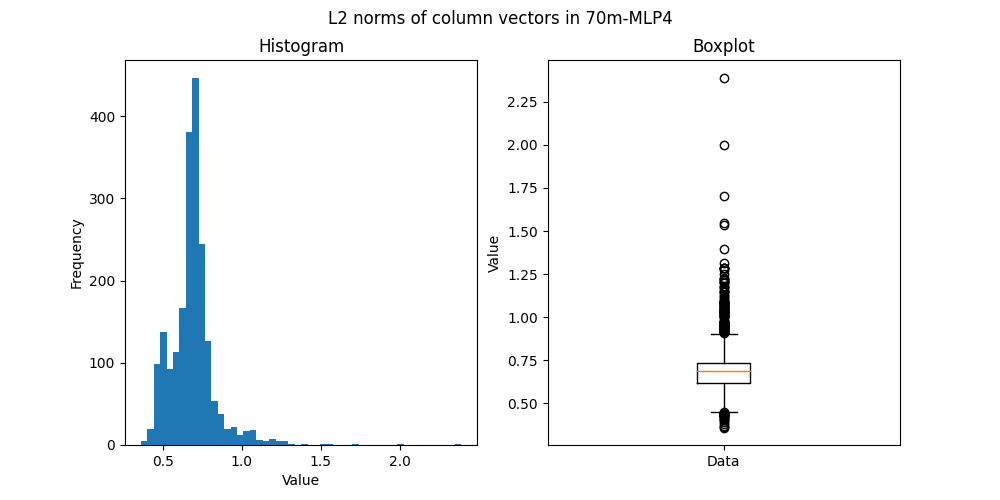 L2 norms of column vectors in 70m-MLP4
Histogram
Frequency
400
300
200
100
0
0.5
1.0
1.5
2.0
Value
Boxplot
Value
2.25
2.00
1.75
1.50
1.25
1.00
0.75
0.50
Data